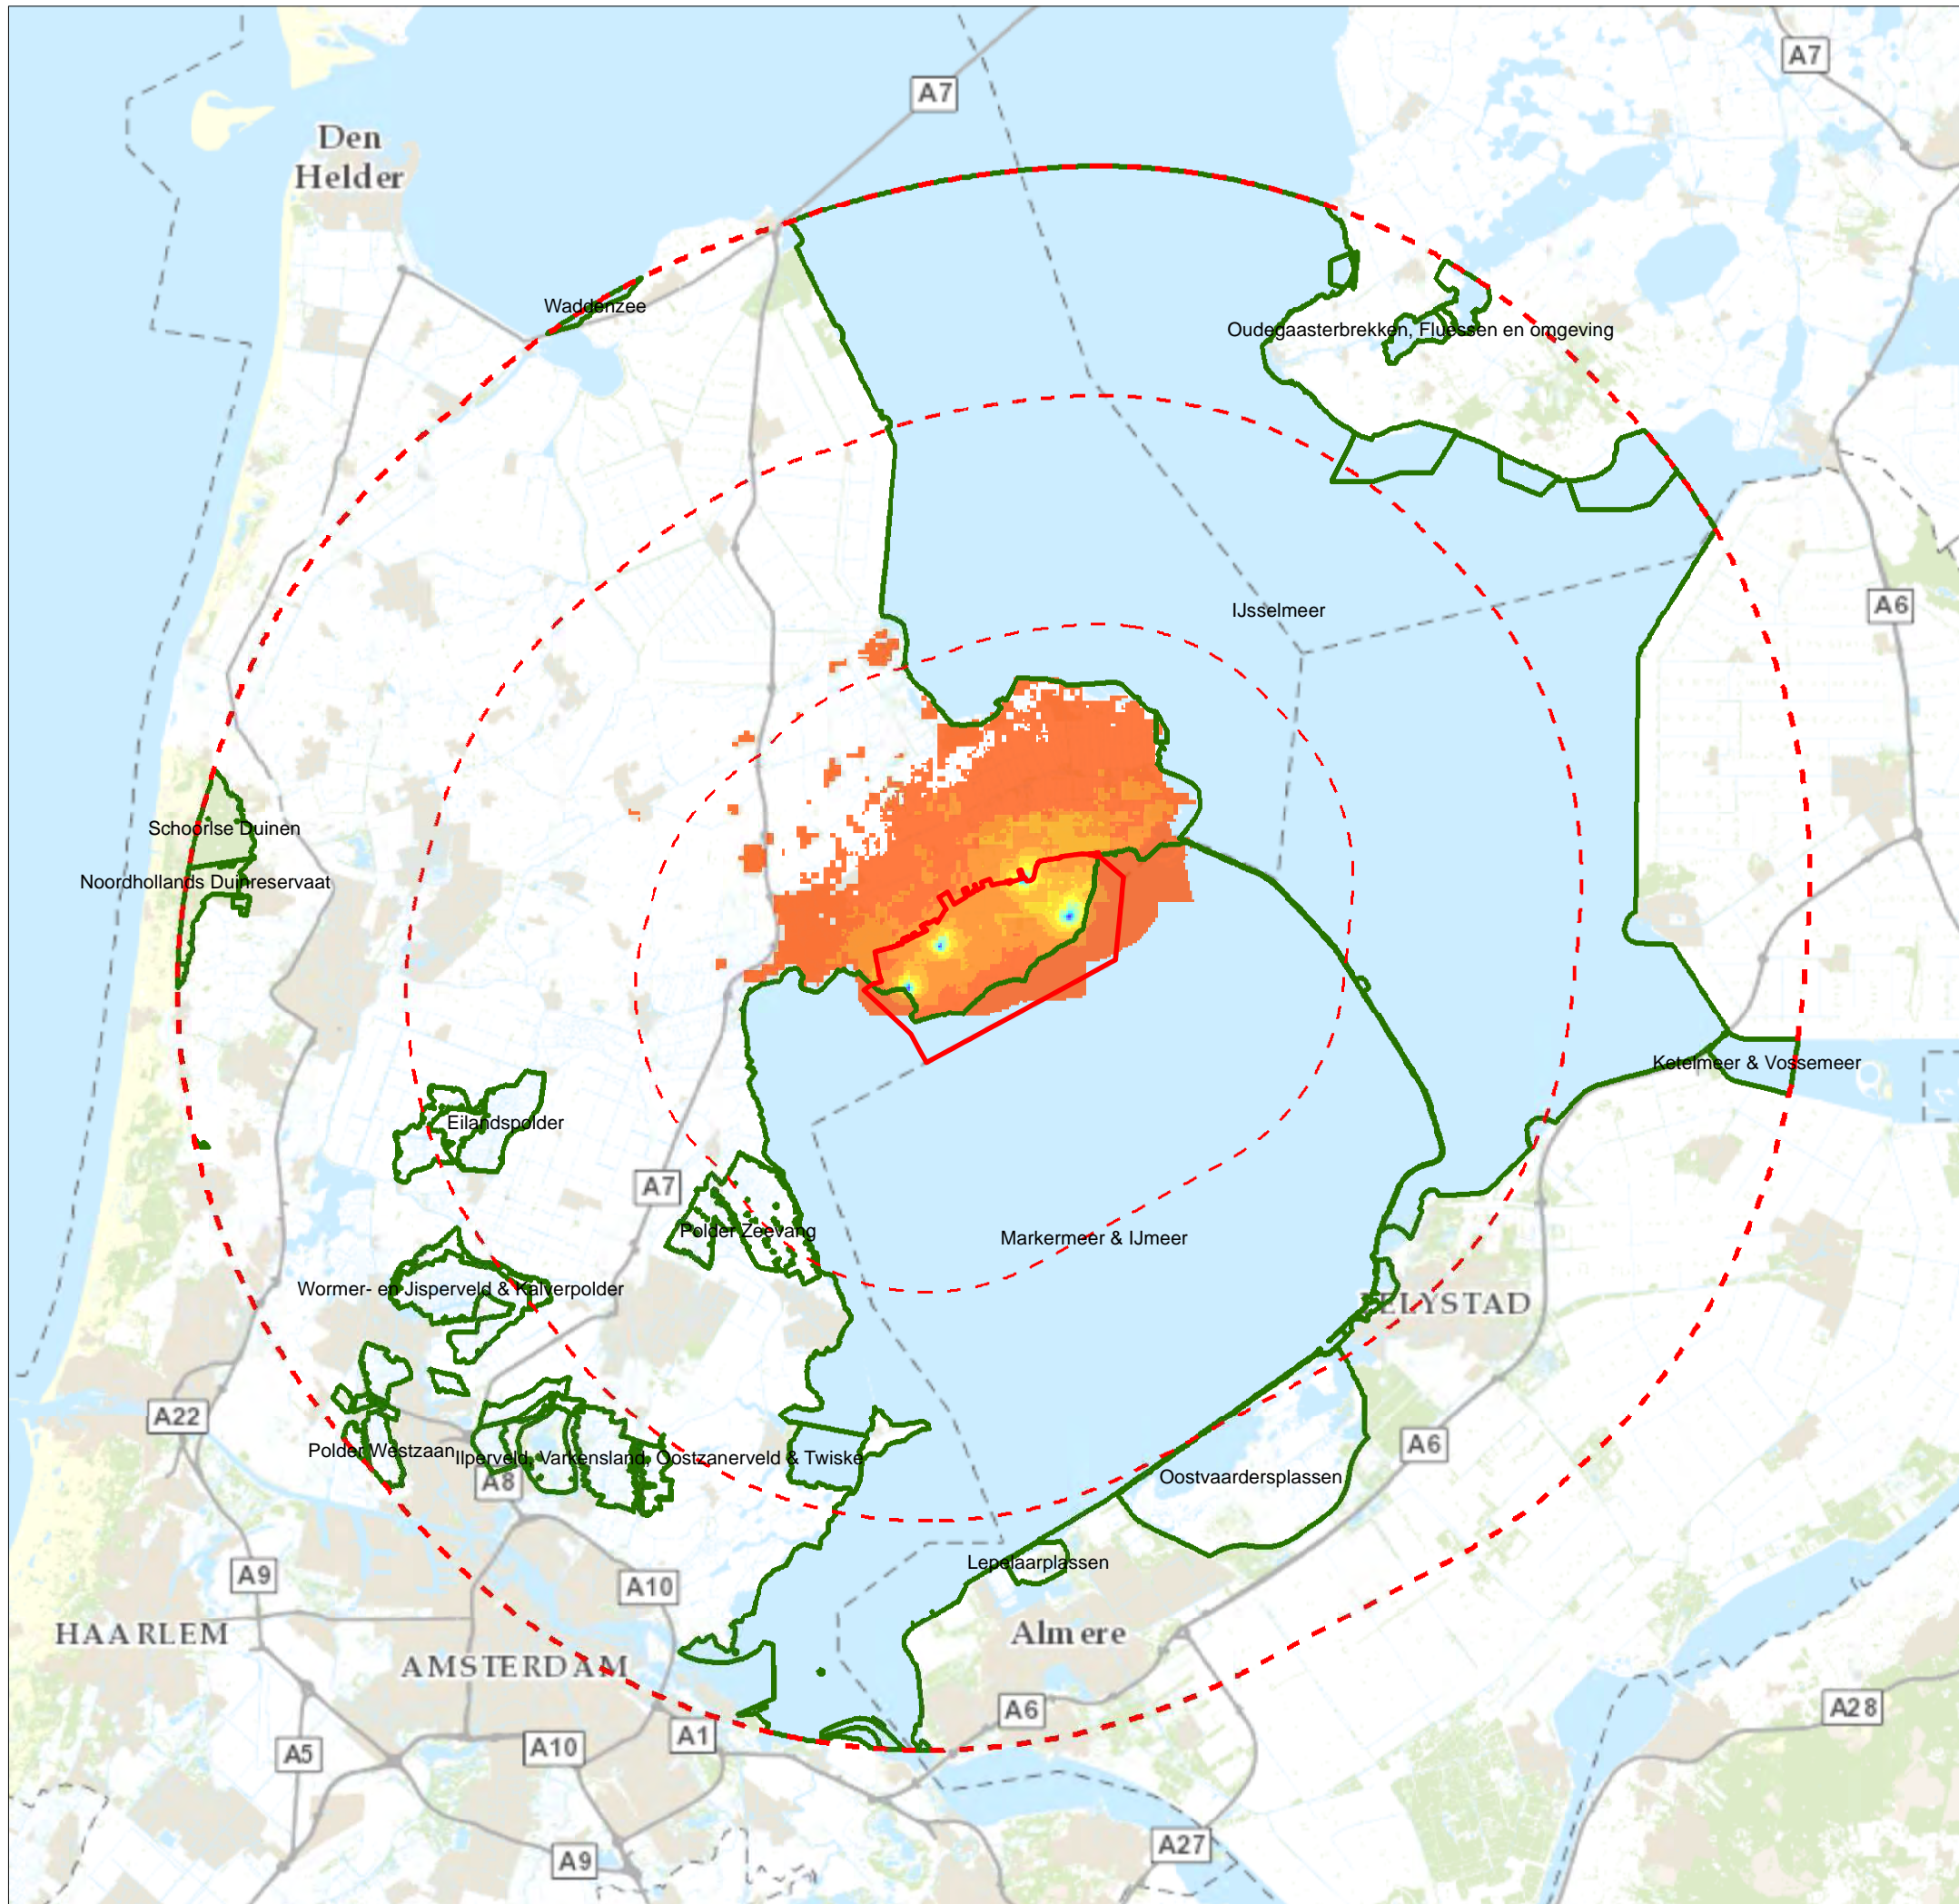 A7
A7
Den
Helder
Waddenzee
Oudegaasterbrekken, Fluessen en omgeving
IJsselmeer
A6
Schoorlse Duinen
Noordhollands Duinreservaat
Ketelmeer & Vossemeer
Eilandspolder
A7
Polder Zeevang
Markermeer & IJmeer
Wormer- en Jisperveld & Kalverpolder
LELYSTAD
A22
Polder Westzaan
Ilperveld, Varkensland, Oostzanerveld & Twiske
A6
A8
Oostvaardersplassen
Lepelaarplassen
A9
A10
HAARLEM
Almere
AMSTERDAM
A6
A28
A1
A10
A5
A27
A9